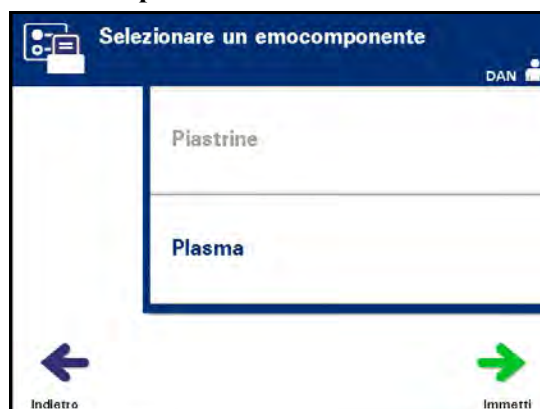 Selezionare un emocomponente
DAN
Piastrine
Plasma
Indietro
Immetti